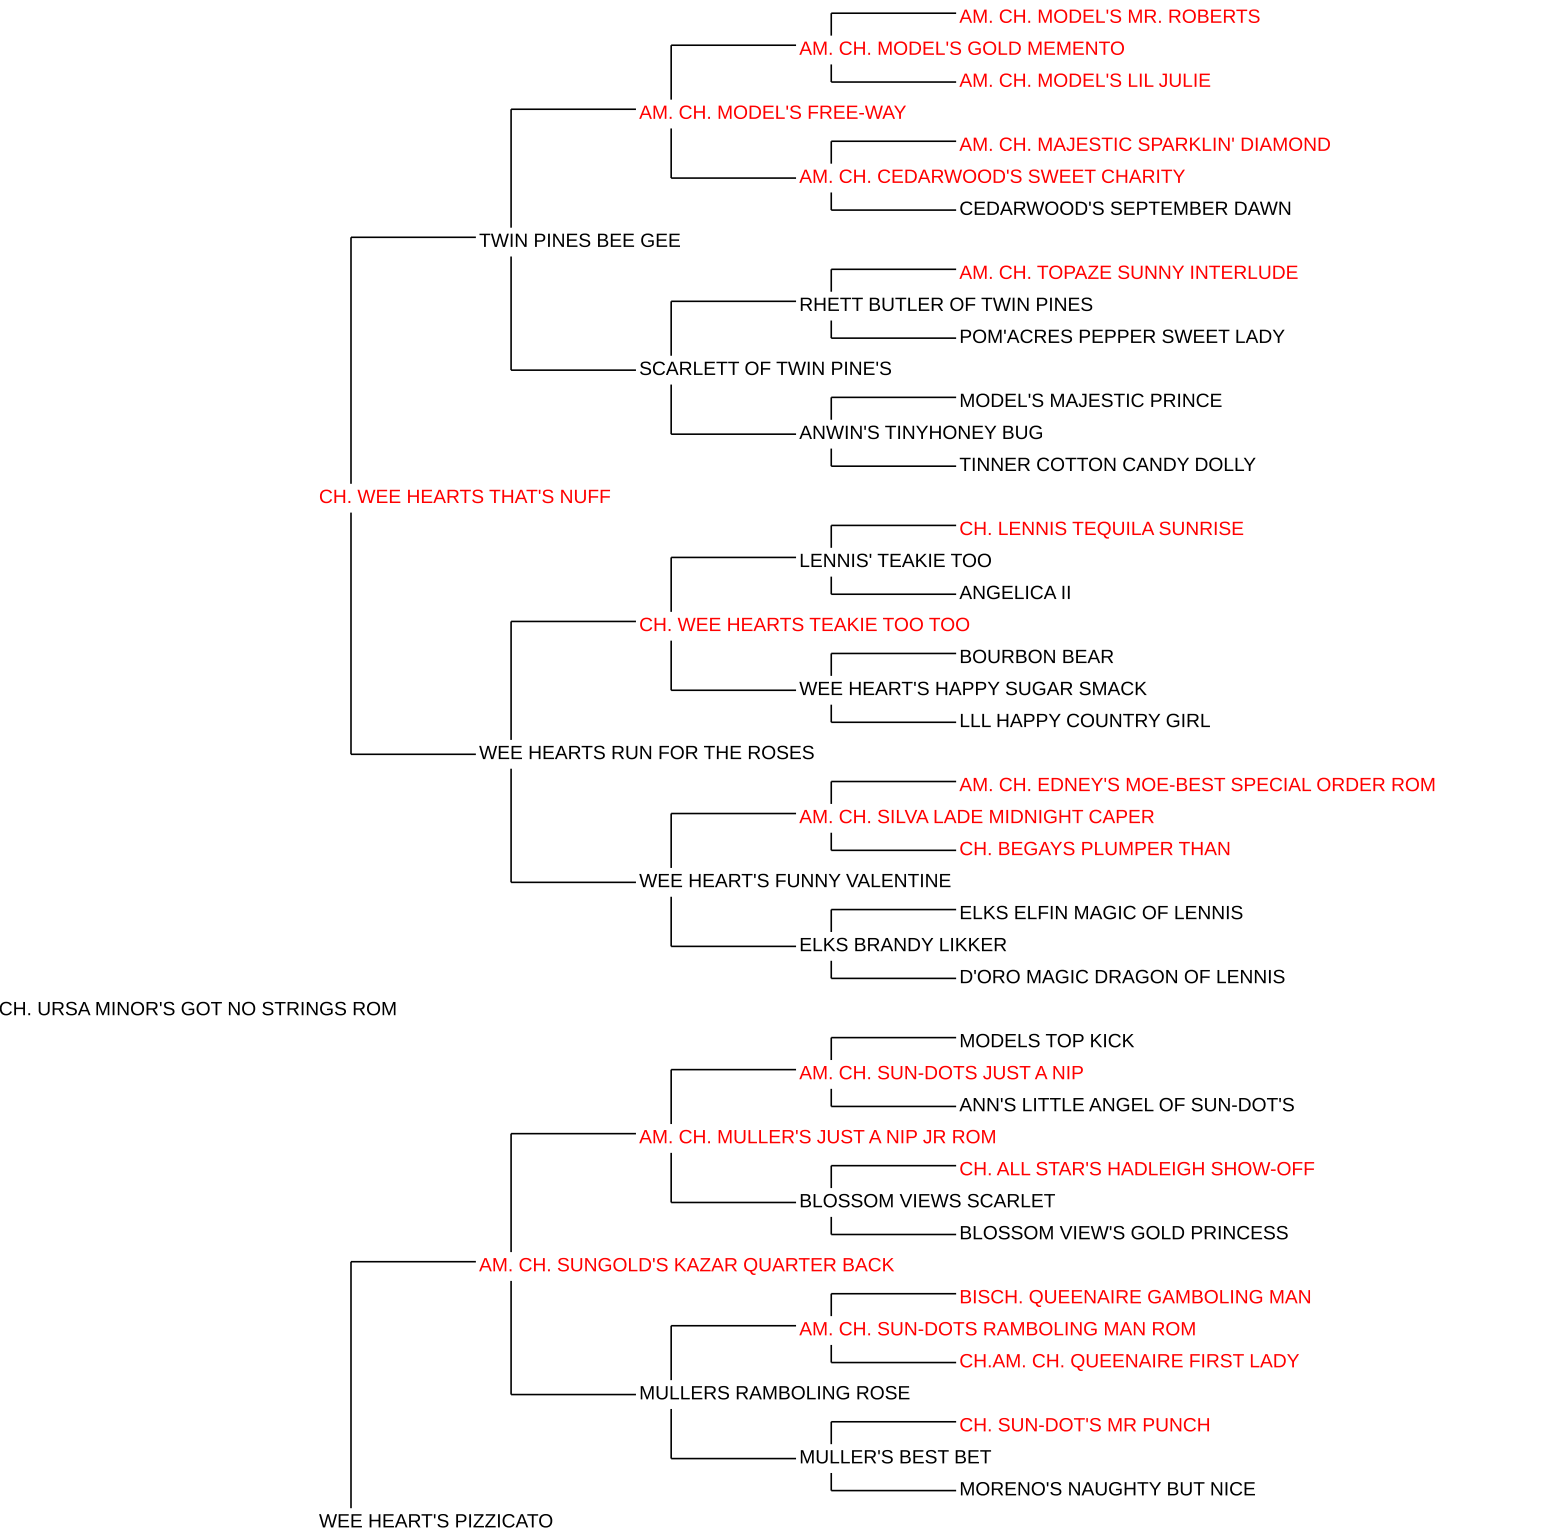 AM. CH. MODEL'S MR. ROBERTS
AM. CH. MODEL'S GOLD MEMENTO
AM. CH. MODEL'S LIL JULIE
AM. CH. MODEL'S FREE-WAY
AM. CH. MAJESTIC SPARKLIN' DIAMOND
AM. CH. CEDARWOOD'S SWEET CHARITY
CEDARWOOD'S SEPTEMBER DAWN
TWIN PINES BEE GEE
AM. CH. TOPAZE SUNNY INTERLUDE
RHETT BUTLER OF TWIN PINES
POM'ACRES PEPPER SWEET LADY
SCARLETT OF TWIN PINE'S
MODEL'S MAJESTIC PRINCE
ANWIN'S TINYHONEY BUG
TINNER COTTON CANDY DOLLY
CH. WEE HEARTS THAT'S NUFF
CH. LENNIS TEQUILA SUNRISE
LENNIS' TEAKIE TOO
ANGELICA II
CH. WEE HEARTS TEAKIE TOO TOO
BOURBON BEAR
WEE HEART'S HAPPY SUGAR SMACK
LLL HAPPY COUNTRY GIRL
WEE HEARTS RUN FOR THE ROSES
AM. CH. EDNEY'S MOE-BEST SPECIAL ORDER ROM
AM. CH. SILVA LADE MIDNIGHT CAPER
CH. BEGAYS PLUMPER THAN
WEE HEART'S FUNNY VALENTINE
ELKS ELFIN MAGIC OF LENNIS
ELKS BRANDY LIKKER
D'ORO MAGIC DRAGON OF LENNIS
CH. URSA MINOR'S GOT NO STRINGS ROM
MODELS TOP KICK
AM. CH. SUN-DOTS JUST A NIP
ANN'S LITTLE ANGEL OF SUN-DOT'S
AM. CH. MULLER'S JUST A NIP JR ROM
CH. ALL STAR'S HADLEIGH SHOW-OFF
BLOSSOM VIEWS SCARLET
BLOSSOM VIEW'S GOLD PRINCESS
AM. CH. SUNGOLD'S KAZAR QUARTER BACK
BISCH. QUEENAIRE GAMBOLING MAN
AM. CH. SUN-DOTS RAMBOLING MAN ROM
CH.AM. CH. QUEENAIRE FIRST LADY
MULLERS RAMBOLING ROSE
CH. SUN-DOT'S MR PUNCH
MULLER'S BEST BET
MORENO'S NAUGHTY BUT NICE
WEE HEART'S PIZZICATO